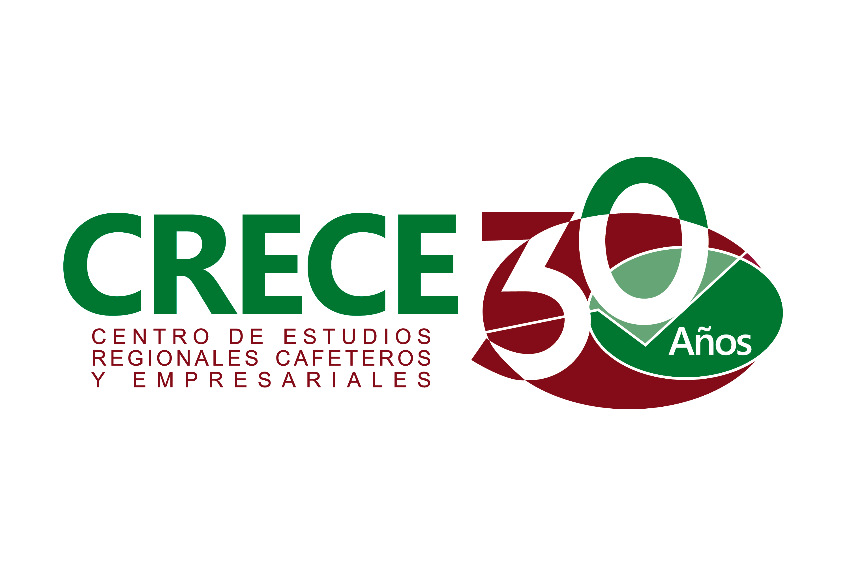 CRECE 30
Años
CENTRO DE ESTUDIOS
REGIONALES CAFETEROS
Y EMPRESARIALES